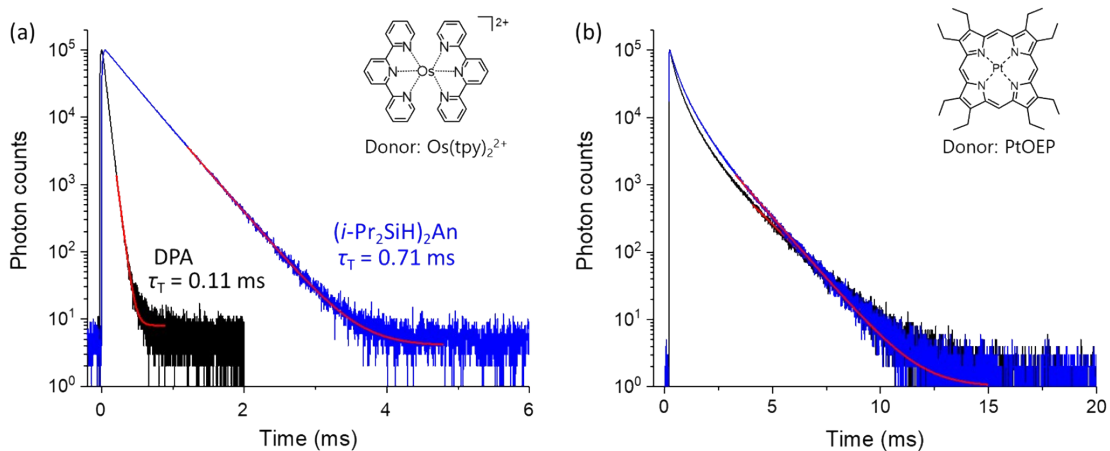 (a)
Photon counts
10⁵
10⁴
10³
10²
10¹
10⁰
N
N
N
N
N
N
Os
2+
Donor: Os(tpy)₂²⁺
DPA
τ_T = 0.11 ms
(i-Pr₂SiH)₂An
τ_T = 0.71 ms
0
2
4
6
Time (ms)
(b)
Photon counts
10⁵
10⁴
10³
10²
10¹
10⁰
N
N
Pt
N
N
Donor: PtOEP
0
5
10
15
20
Time (ms)